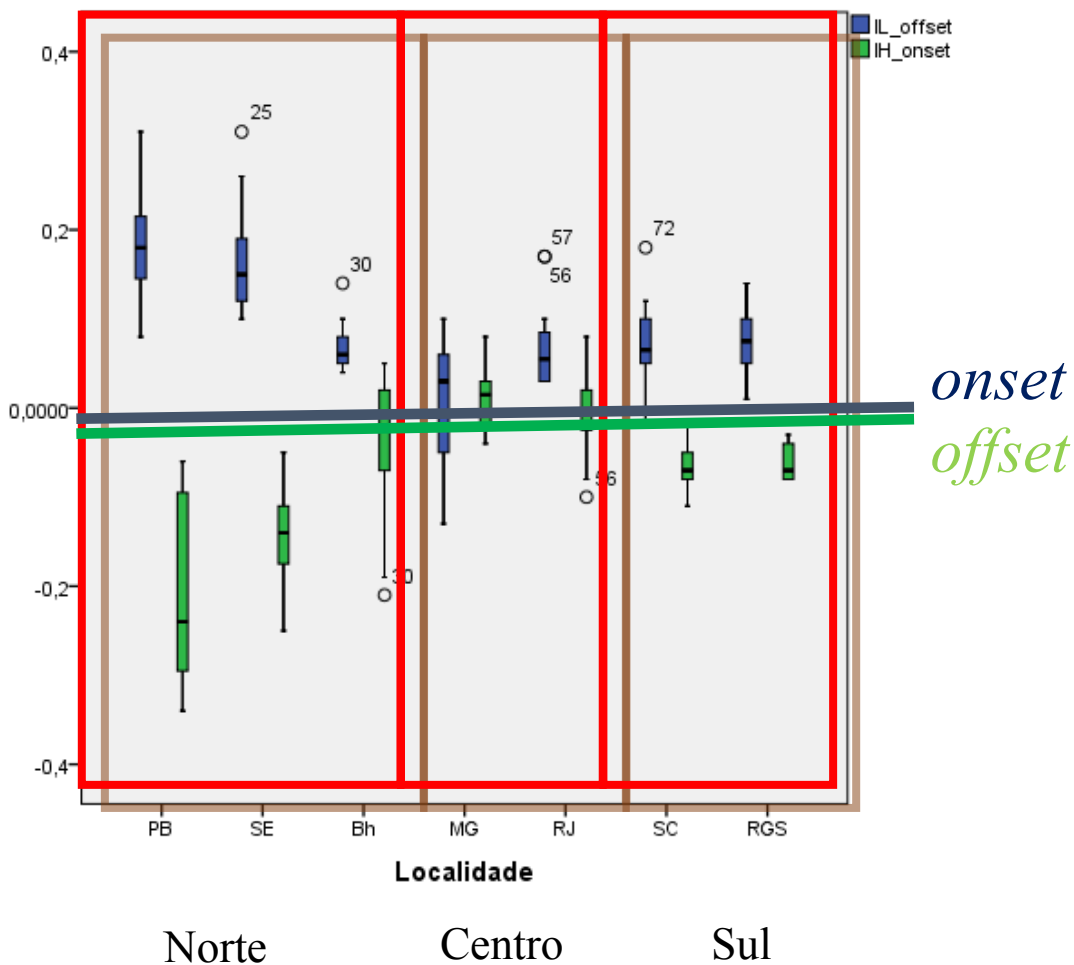 IL_offset
IH_onset
0,4
25
0,2
57
72
30
56
onset
0,0000
offset
56
30
-0,2
-0,4
PB SE Bh MG RJ SC RGS
Localidade
Norte Centro Sul